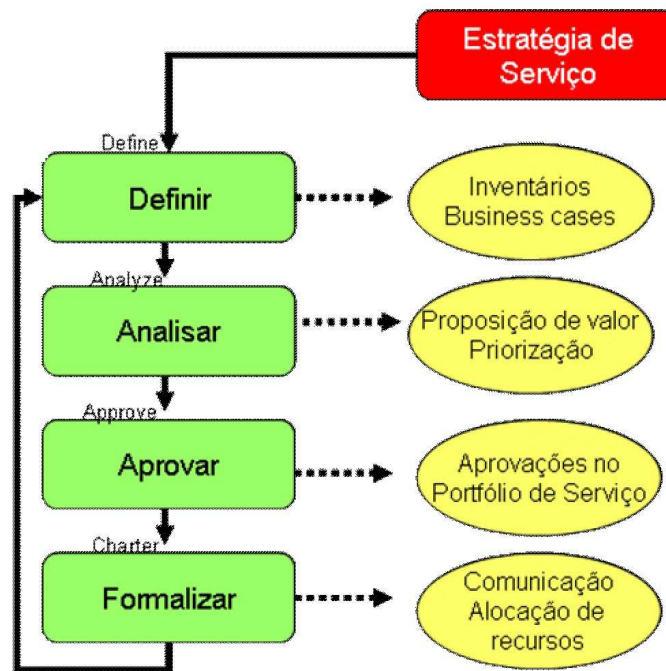 Estratégia de
Serviço
Define
Definir
Inventários
Business cases
Analyze
Analisar
Proposição de valor
Priorização
Approve
Aprovar
Aprovações no
Portfólio de Serviço
Charter
Formalizar
Comunicação
Alocação de
recursos